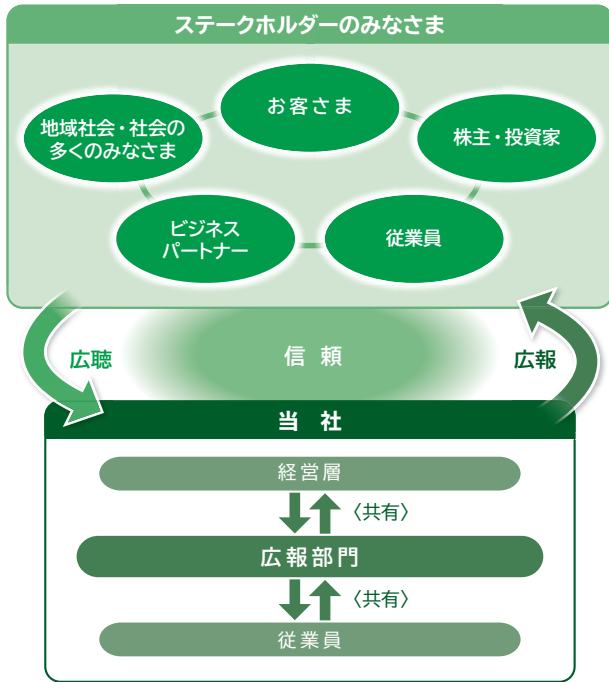 ステークホルダーのみなさま
お客さま
地域社会・社会の
多くのみなさま
株主・投資家
ビジネス
パートナー
従業員
広聴
信頼
広報
当社
経営層
〈共有〉
広報部門
〈共有〉
従業員